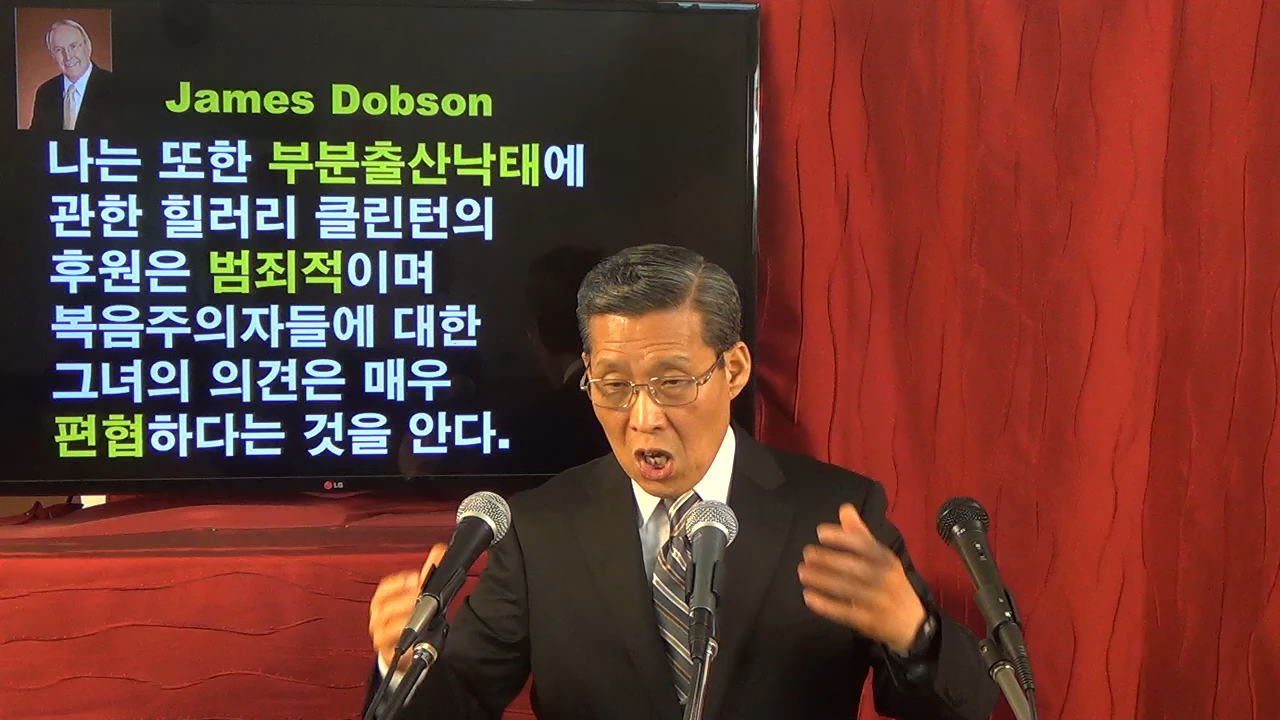 James Dobson
나는 또한 부분출산낙태에
관한 힐러리 클린턴의
후원은 범죄적이며
복음주의자들에 대한
그녀의 의견은 매우
편협하다는 것을 안다.
LG